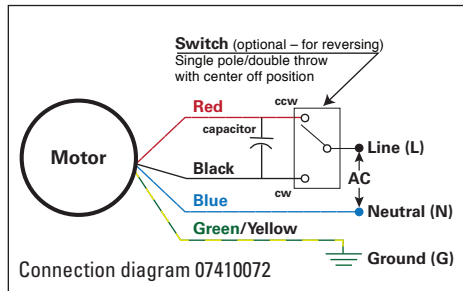 Switch (optional – for reversing)
Single pole/double throw
with center off position
Red
ccw
capacitor
Motor
Line (L)
Black
AC
cw
Blue
Neutral (N)
Green/Yellow
Ground (G)
Connection diagram 07410072